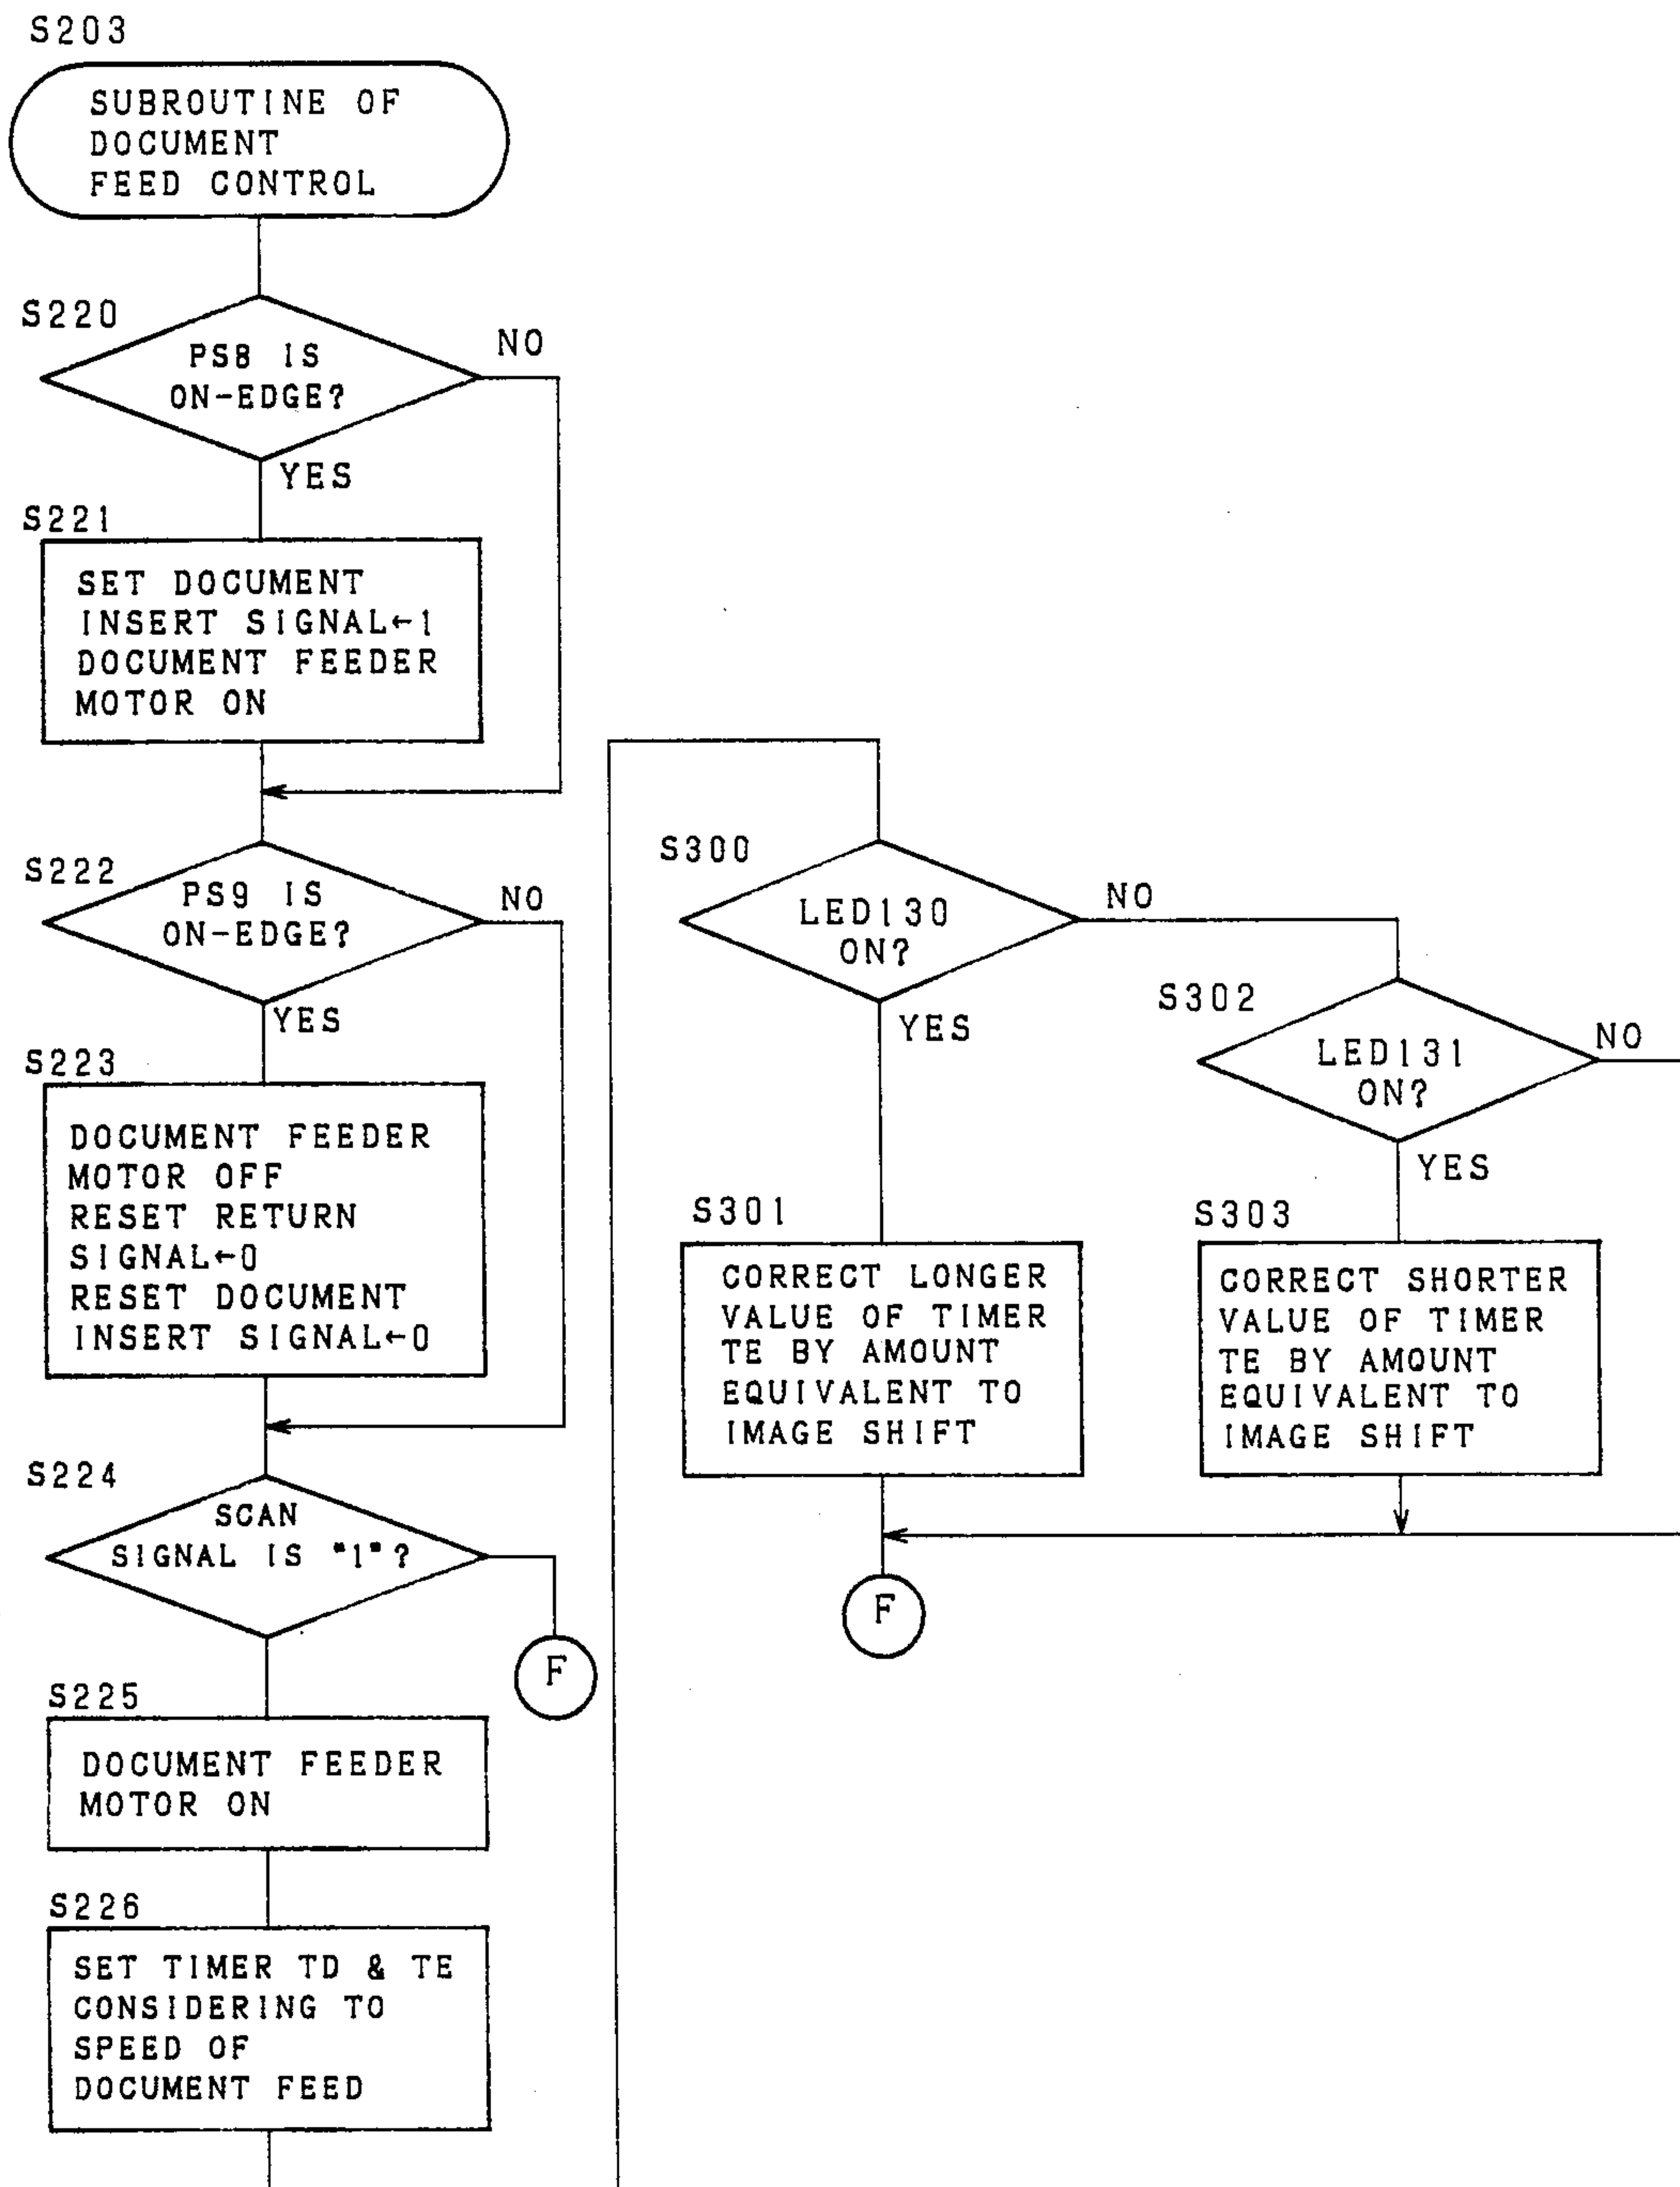 S203
SUBROUTINE OF
DOCUMENT
FEED CONTROL
S220
PS8 IS
ON-EDGE?
NO
YES
S221
SET DOCUMENT
INSERT SIGNAL←1
DOCUMENT FEEDER
MOTOR ON
S222
PS9 IS
ON-EDGE?
NO
YES
S223
DOCUMENT FEEDER
MOTOR OFF
RESET RETURN
SIGNAL←0
RESET DOCUMENT
INSERT SIGNAL←0
S224
SCAN
SIGNAL IS "1"?
F
S225
DOCUMENT FEEDER
MOTOR ON
S226
SET TIMER TD & TE
CONSIDERING TO
SPEED OF
DOCUMENT FEED
S300
LED130
ON?
NO
YES
S301
CORRECT LONGER
VALUE OF TIMER
TE BY AMOUNT
EQUIVALENT TO
IMAGE SHIFT
S302
LED131
ON?
NO
YES
S303
CORRECT SHORTER
VALUE OF TIMER
TE BY AMOUNT
EQUIVALENT TO
IMAGE SHIFT
F